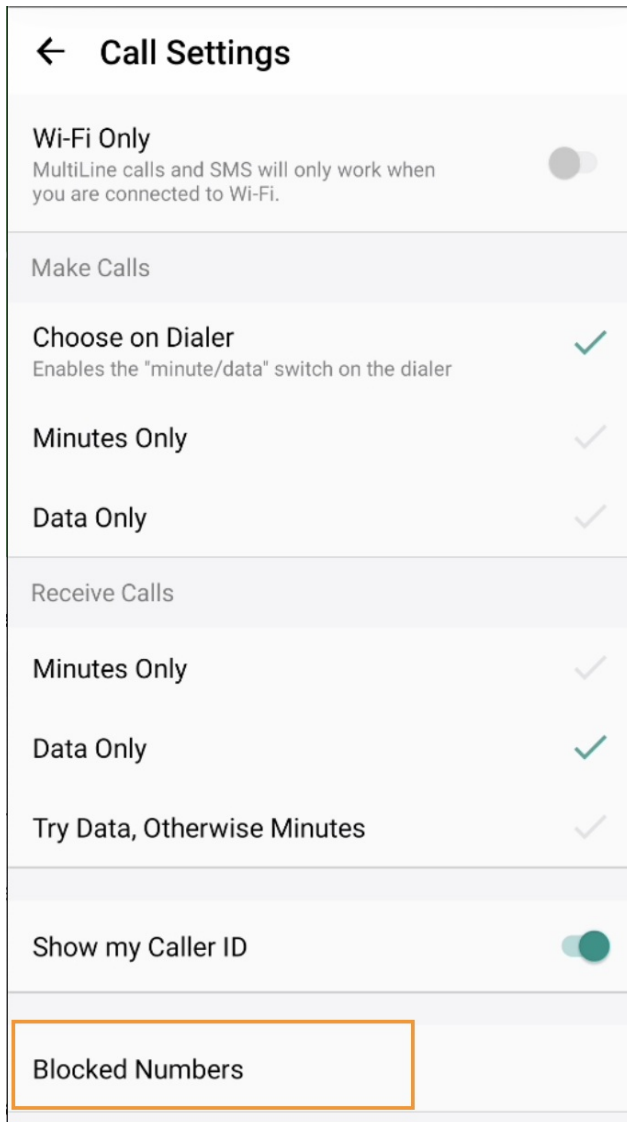 Call Settings
Wi-Fi Only
MultiLine calls and SMS will only work when
you are connected to Wi-Fi.
Make Calls
Choose on Dialer
Enables the "minute/data" switch on the dialer
Minutes Only
Data Only
Receive Calls
Minutes Only
Data Only
Try Data, Otherwise Minutes
Show my Caller ID
Blocked Numbers